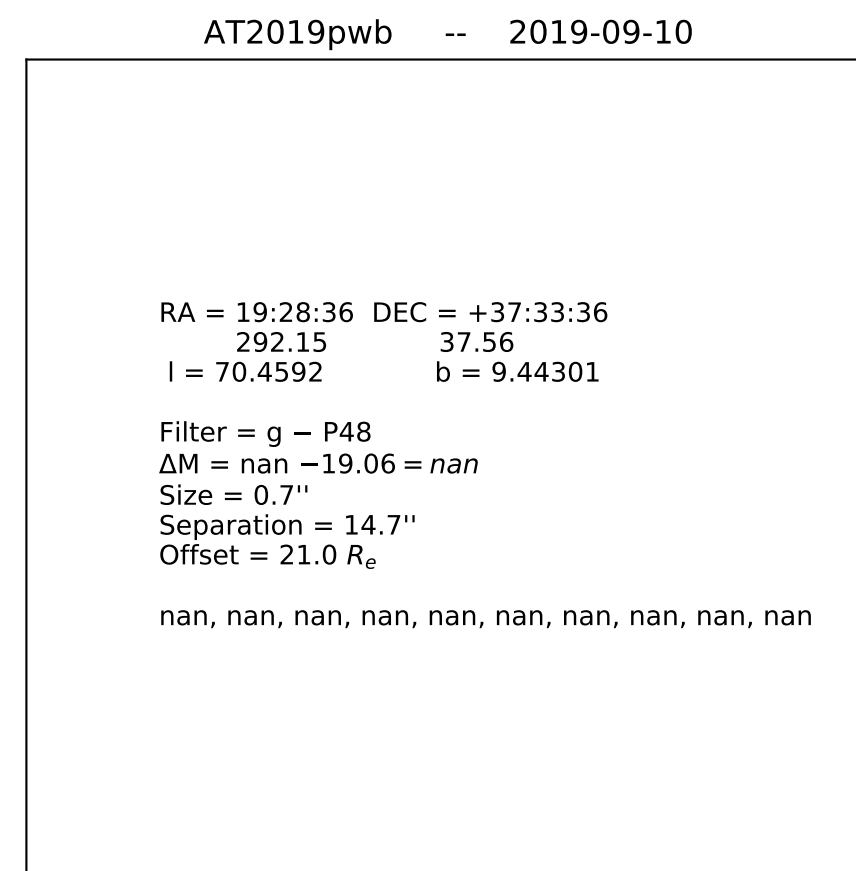 AT2019pwb -- 2019-09-10
RA = 19:28:36 DEC = +37:33:36
292.15 37.56
l = 70.4592 b = 9.44301
Filter = g − P48
ΔM = nan −19.06 = nan
Size = 0.7''
Separation = 14.7''
Offset = 21.0 Rₑ
nan, nan, nan, nan, nan, nan, nan, nan, nan, nan